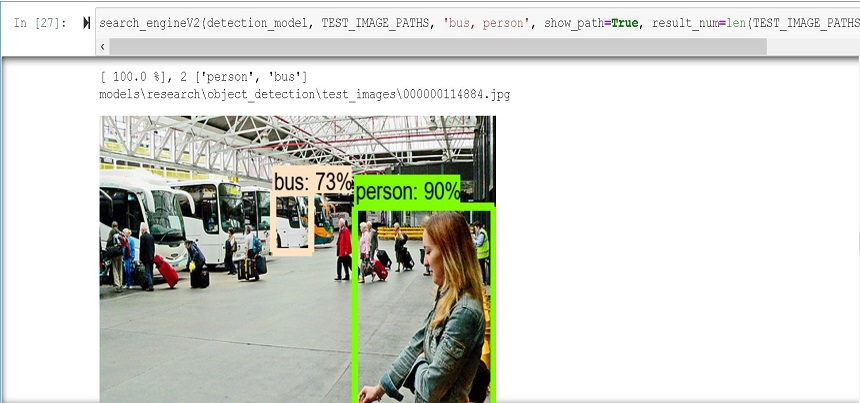 In [27]: search_engineV2(detection_model, TEST_IMAGE_PATHS, 'bus, person', show_path=True, result_num=len(TEST_IMAGE_PATHS
[ 100.0 %], 2 ['person', 'bus']
models\research\object_detection\test_images\000000114884.jpg
bus: 73%
person: 90%